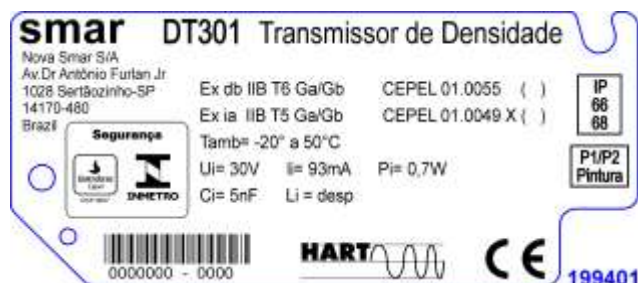 smar DT301 Transmissor de Densidade
Nova Smar S/A
Av.Dr Antônio Furlan Jr
1028 Sertãozinho-SP
14170-480
Brazil
Ex db IIB T6 Ga/Gb CEPEL 01.0055 ( )
Ex ia IIB T5 Ga/Gb CEPEL 01.0049 X ( )
Tamb= -20° a 50°C
Ui= 30V Ii= 93mA Pi= 0,7W
Ci= 5nF Li = desp
IP
66
68
P1/P2
Pintura
Segurança
INMETRO
0000000 - 0000
HART
CE
199401